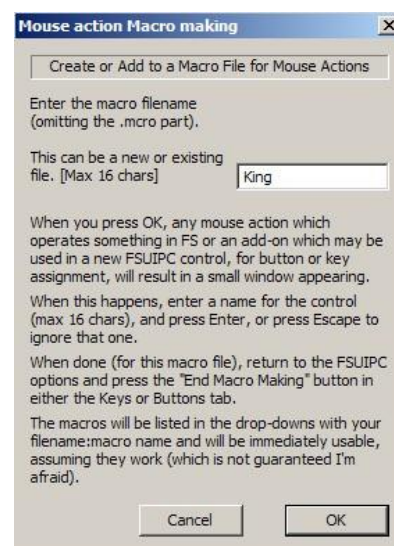 Mouse action Macro making
Create or Add to a Macro File for Mouse Actions
Enter the macro filename
(omitting the .mcro part).
This can be a new or existing
file. [Max 16 chars]
King
When you press OK, any mouse action which
operates something in FS or an add-on which may be
used in a new FSUIPC control, for button or key
assignment, will result in a small window appearing.
When this happens, enter a name for the control
(max 16 chars), and press Enter, or press Escape to
ignore that one.
When done (for this macro file), return to the FSUIPC
options and press the "End Macro Making" button in
either the Keys or Buttons tab.
The macros will be listed in the drop-downs with your
filename:macro name and will be immediately usable,
assuming they work (which is not guaranteed I'm
afraid).
Cancel OK